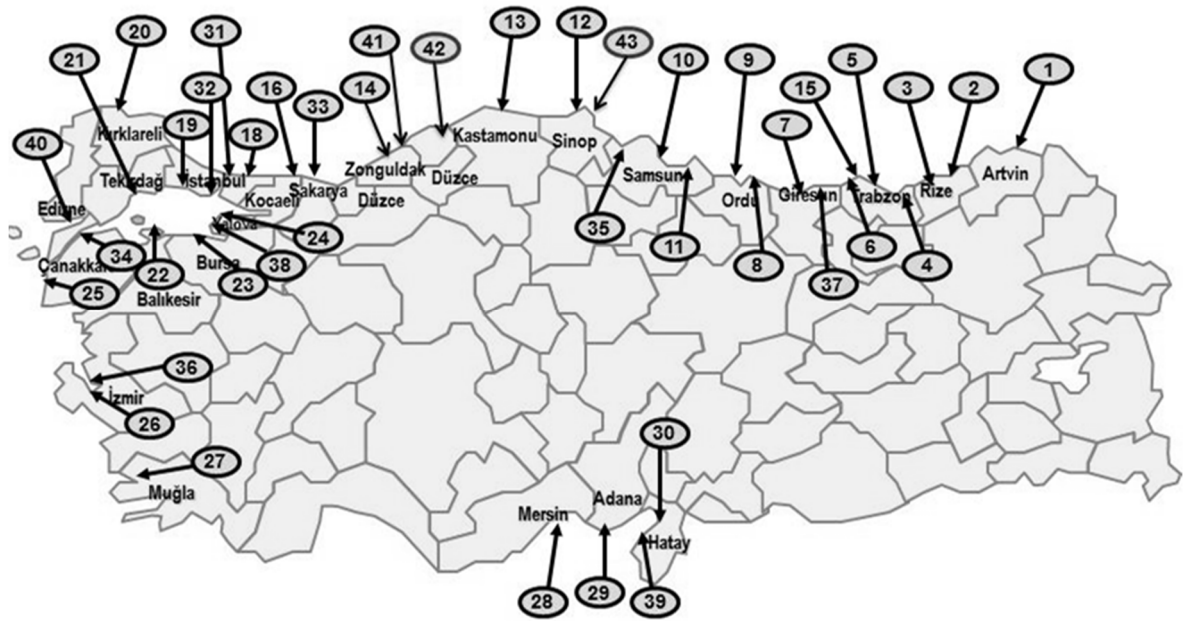 13
12
20
31
43
41
42
21
10
9
5
1
32
16
14
33
15
3
2
19
18
7
40
Kırklareli
Kastamonu
Sinop
Zonguldak
Samsun
Artvin
Tekirdağ
İstanbul
Sakarya
Düzce
Rize
Edirne
Kocaeli
Düzce
Ordu
Giresun
Trabzon
Yalova
35
24
11
6
34
Çanakkale
22
Bursa
38
8
4
23
37
25
Balıkesir
36
İzmir
26
30
27
Muğla
Adana
Mersin
Hatay
28
29
39